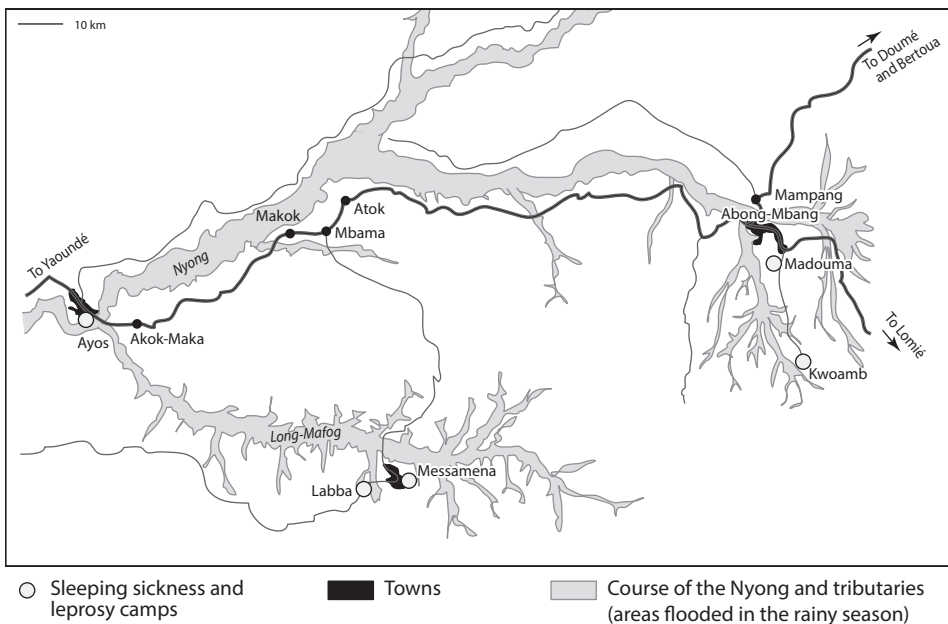 10 km
To Doumé
and Bertoua
Mampang
Abong-Mbang
Atok
Makok
Mbama
Nyong
To Yaoundé
Madouma
Ayos
Akok-Maka
To Lomié
Kwoamb
Long-Mafog
Messamena
Labba
Sleeping sickness and
leprosy camps
Towns
Course of the Nyong and tributaries
(areas flooded in the rainy season)